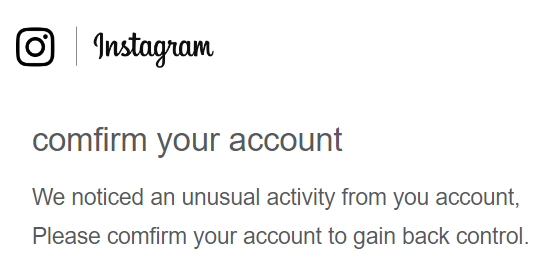 Instagram
comfirm your account
We noticed an unusual activity from you account,
Please comfirm your account to gain back control.